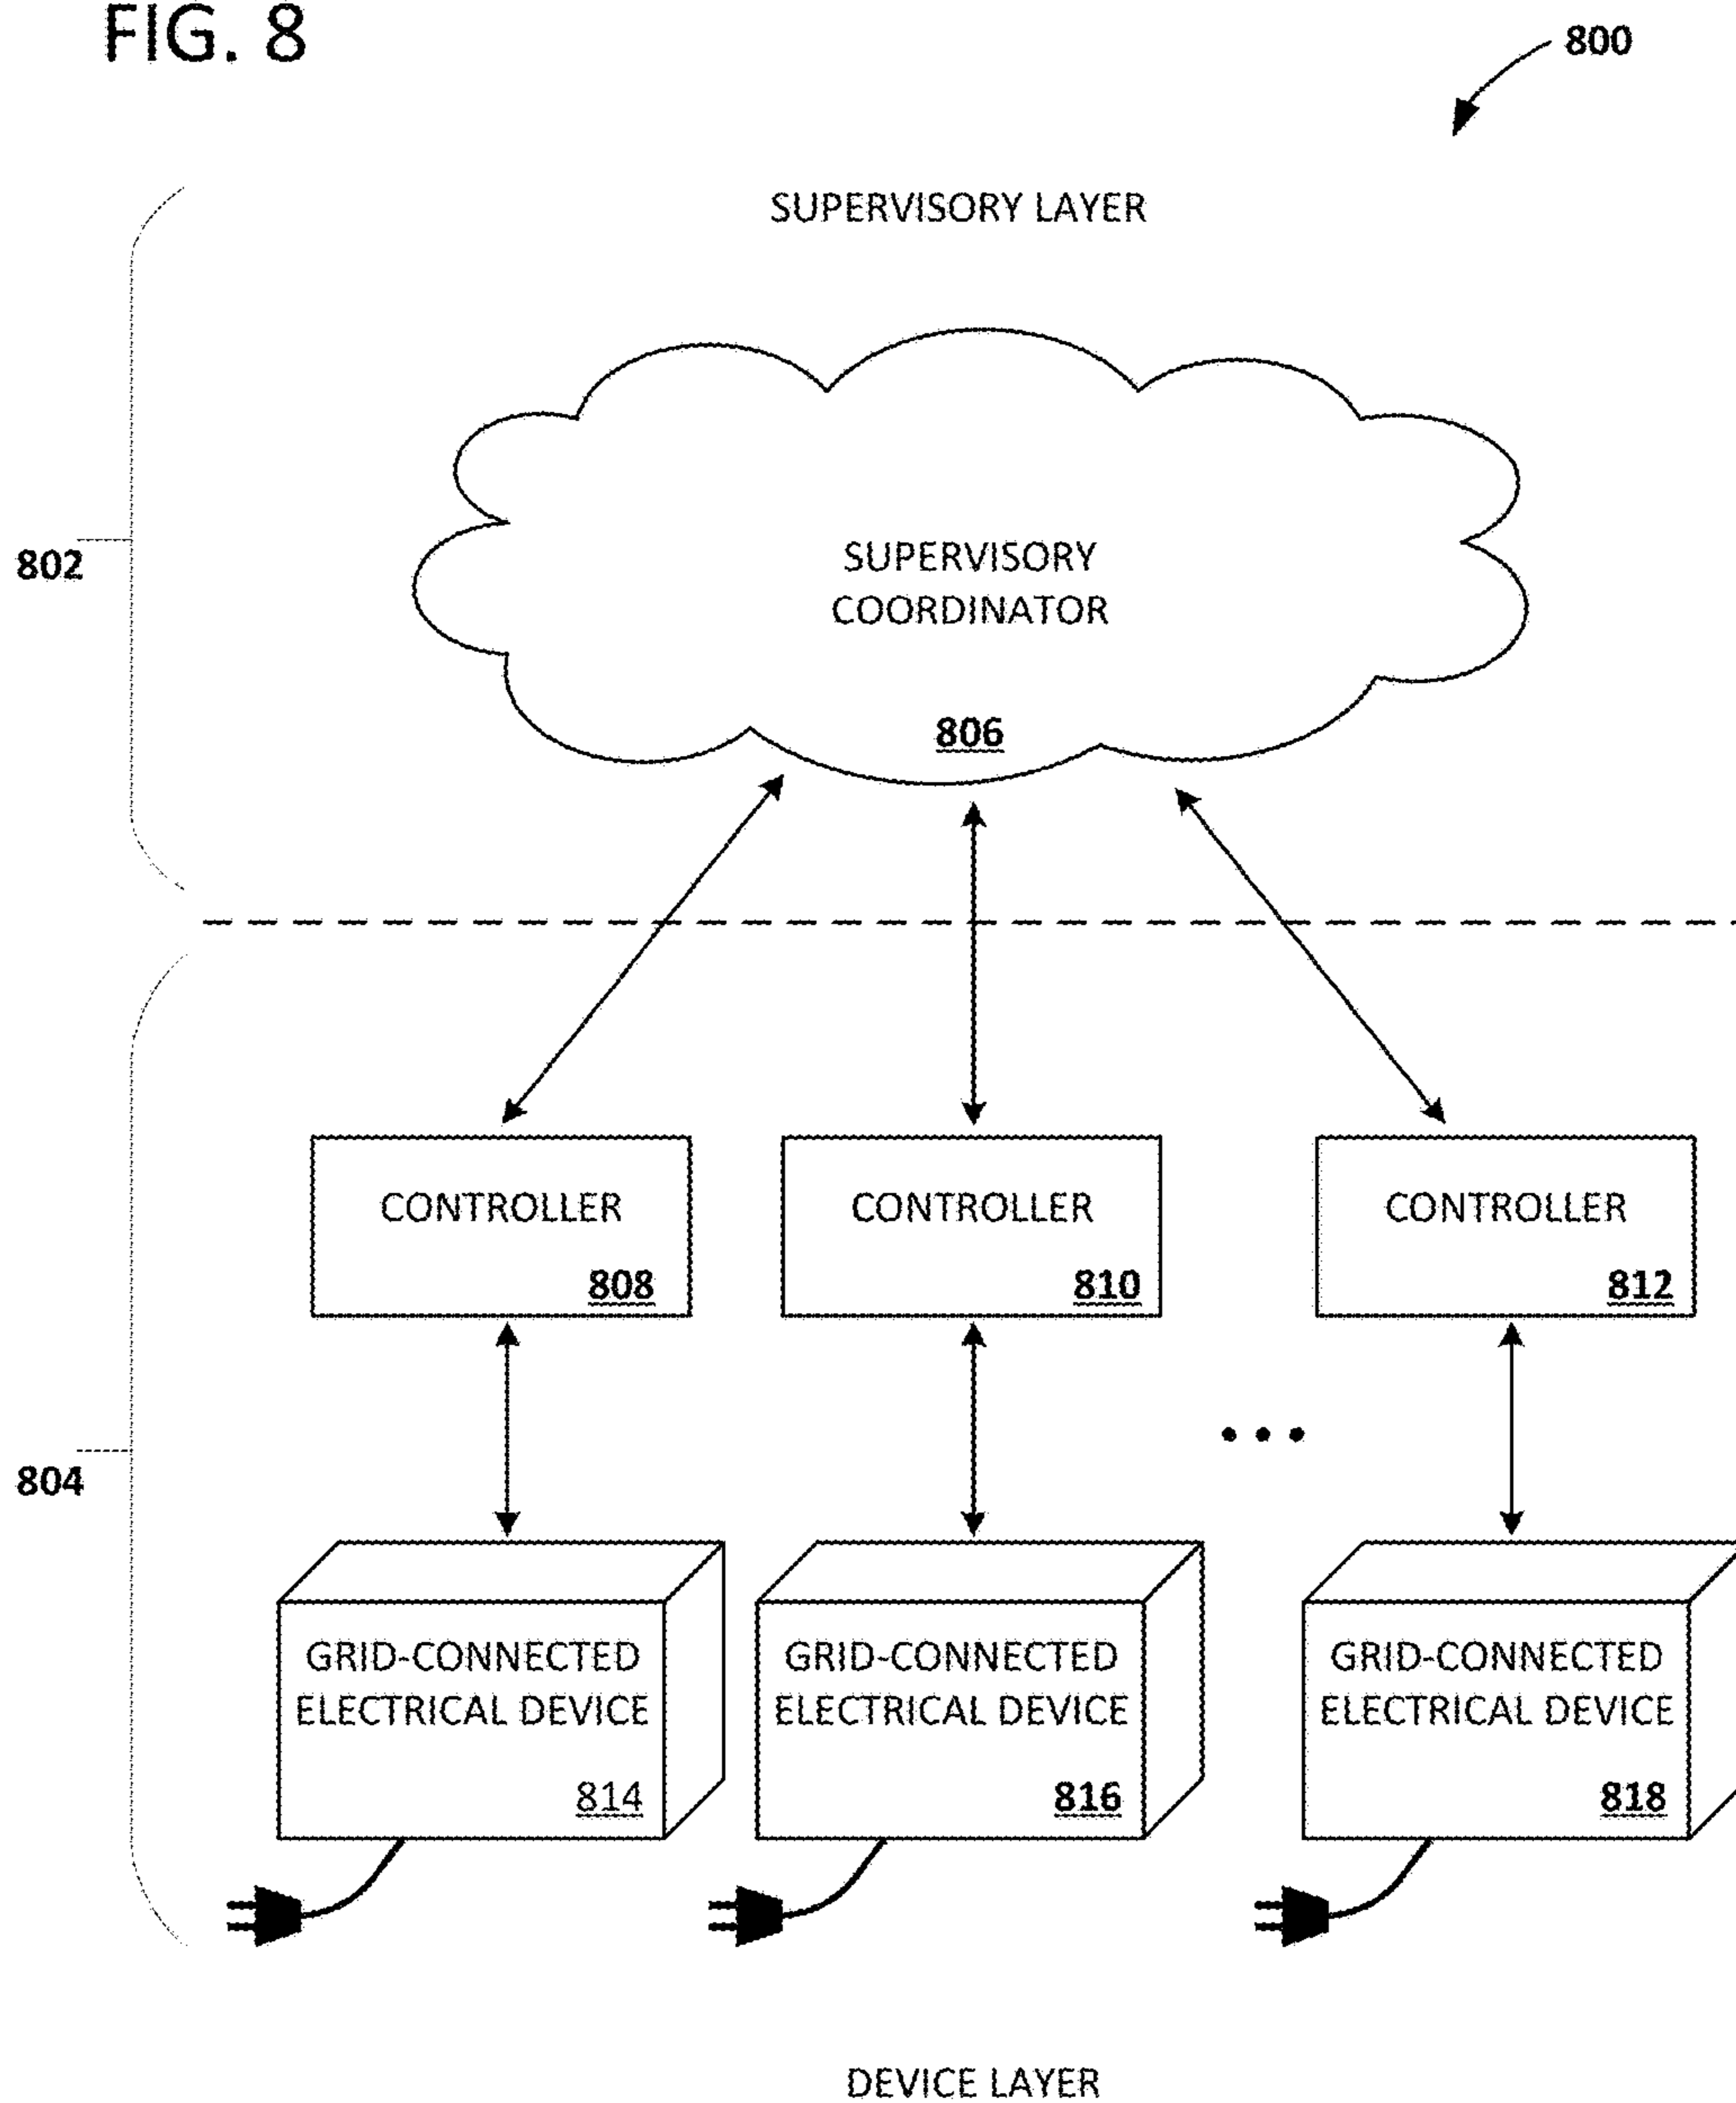 FIG. 8
800
SUPERVISORY LAYER
802
SUPERVISORY
COORDINATOR
806
CONTROLLER
808
CONTROLLER
810
CONTROLLER
812
...
804
GRID-CONNECTED
ELECTRICAL DEVICE
814
GRID-CONNECTED
ELECTRICAL DEVICE
816
GRID-CONNECTED
ELECTRICAL DEVICE
818
DEVICE LAYER